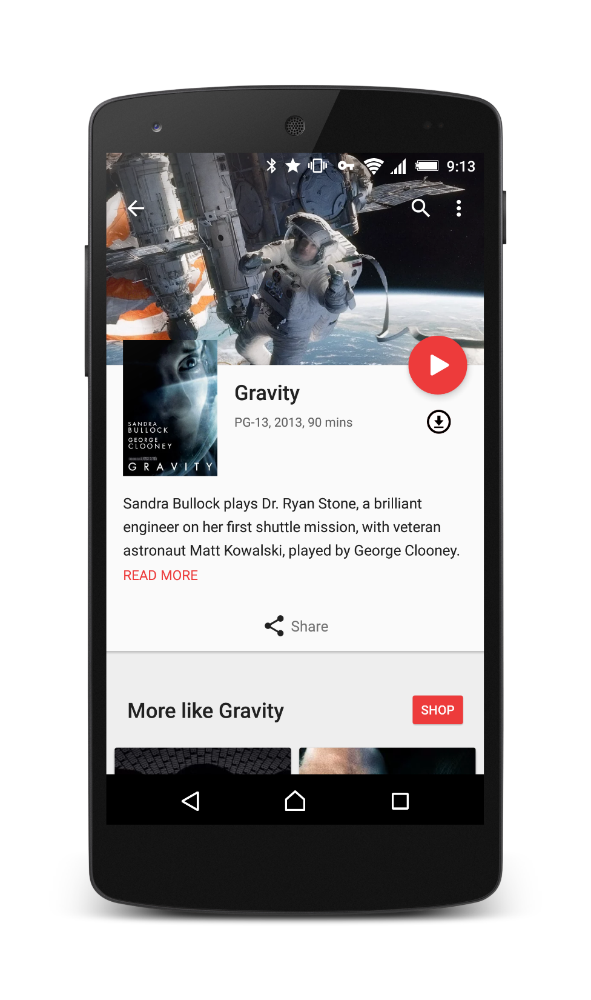 9:13
Gravity
PG-13, 2013, 90 mins
SANDRA
BULLOCK
GEORGE
CLOONEY
GRAVITY
Sandra Bullock plays Dr. Ryan Stone, a brilliant
engineer on her first shuttle mission, with veteran
astronaut Matt Kowalski, played by George Clooney.
READ MORE
Share
More like Gravity
SHOP